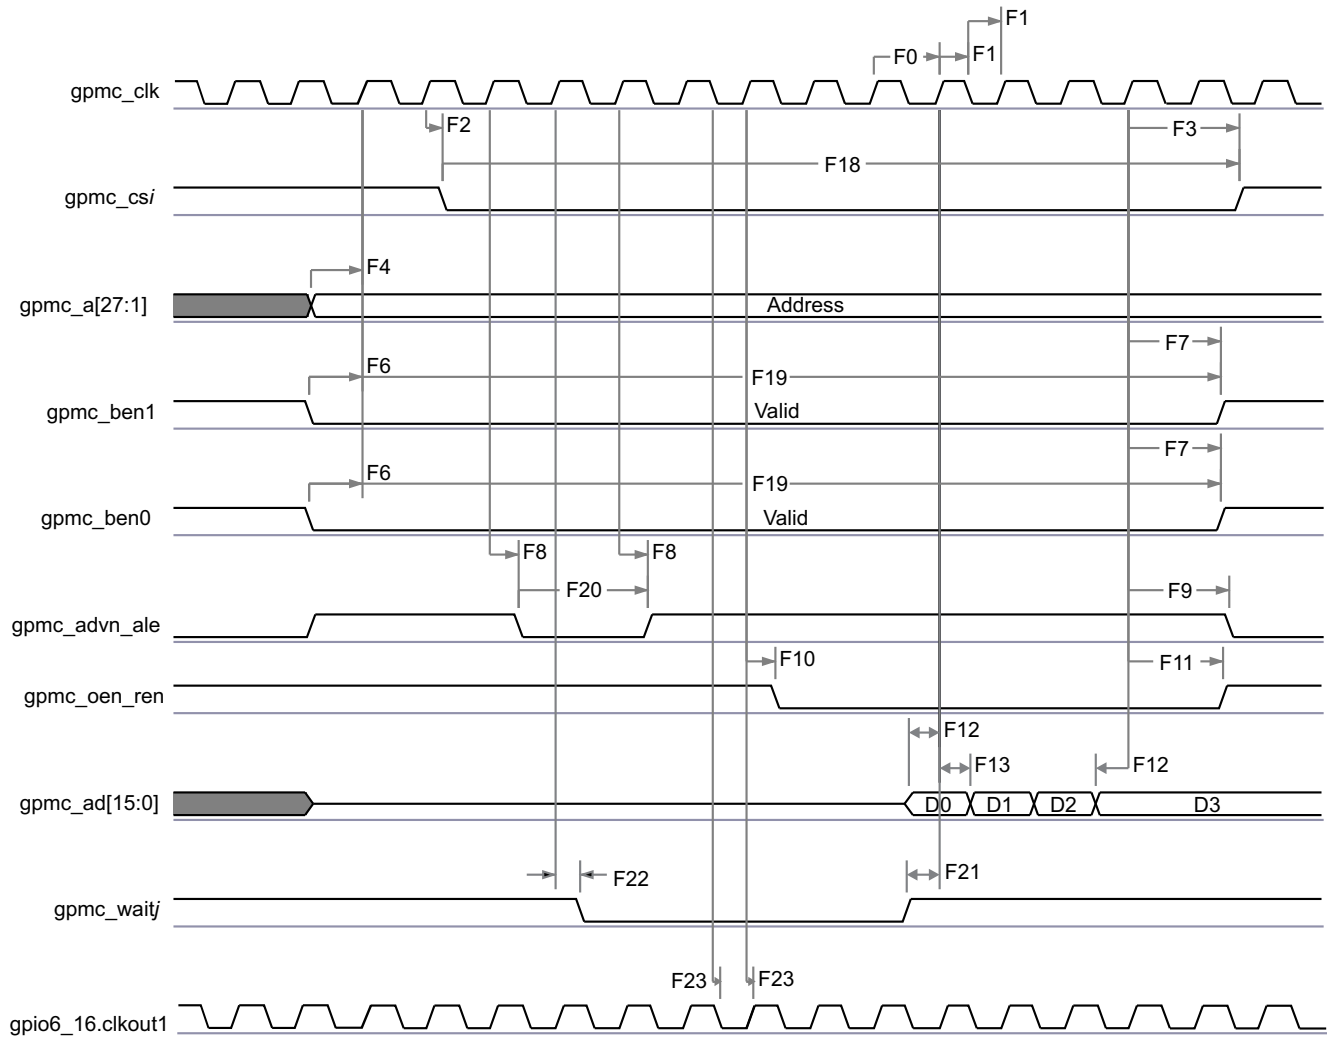 F1
F0 F1
gpmc_clk
F2 F3
F18
gpmc_csi
F4
gpmc_a[27:1] Address
F7
F6 F19
gpmc_ben1 Valid
F7
F6 F19
gpmc_ben0 Valid
F8 F8
F20 F9
gpmc_advn_ale
F10 F11
gpmc_oen_ren
F12
F13 F12
gpmc_ad[15:0] D0 D1 D2 D3
F22 F21
gpmc_waitj
F23 F23
gpio6_16.clkout1